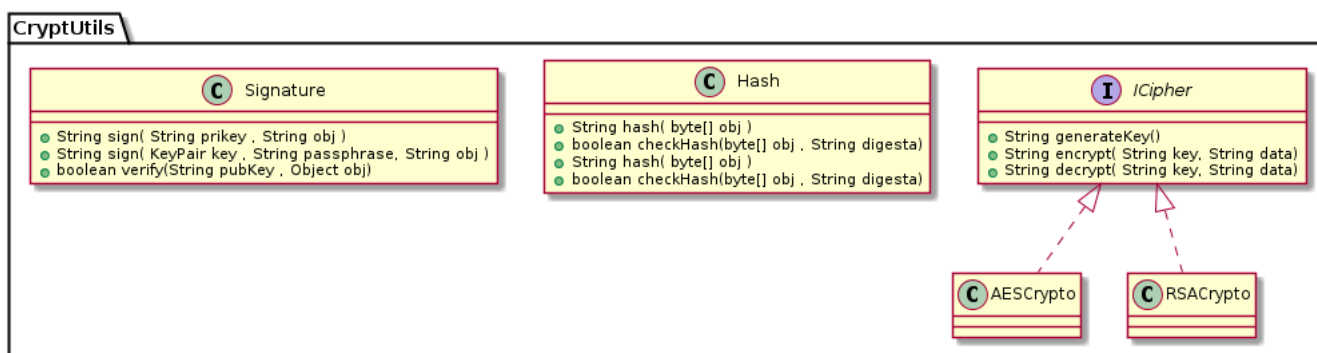 CryptUtils
C Signature
String sign( String prikey , String obj )
String sign( KeyPair key , String passphrase, String obj )
boolean verify(String pubKey , Object obj)
C Hash
String hash( byte[] obj )
boolean checkHash(byte[] obj , String digesta)
String hash( byte[] obj )
boolean checkHash(byte[] obj , String digesta)
I ICipher
String generateKey()
String encrypt( String key, String data)
String decrypt( String key, String data)
C AESCrypto
C RSACrypto